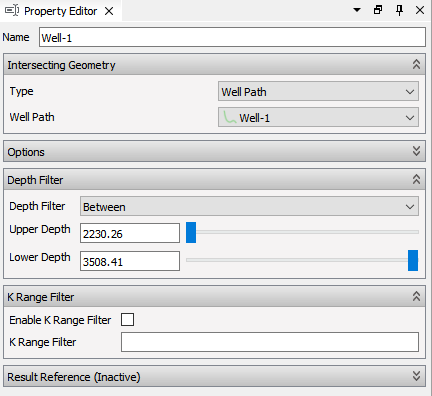 Property Editor
Name Well-1
Intersecting Geometry
Type Well Path
Well Path Well-1
Options
Depth Filter
Depth Filter Between
Upper Depth 2230.26
Lower Depth 3508.41
K Range Filter
Enable K Range Filter
K Range Filter
Result Reference (Inactive)